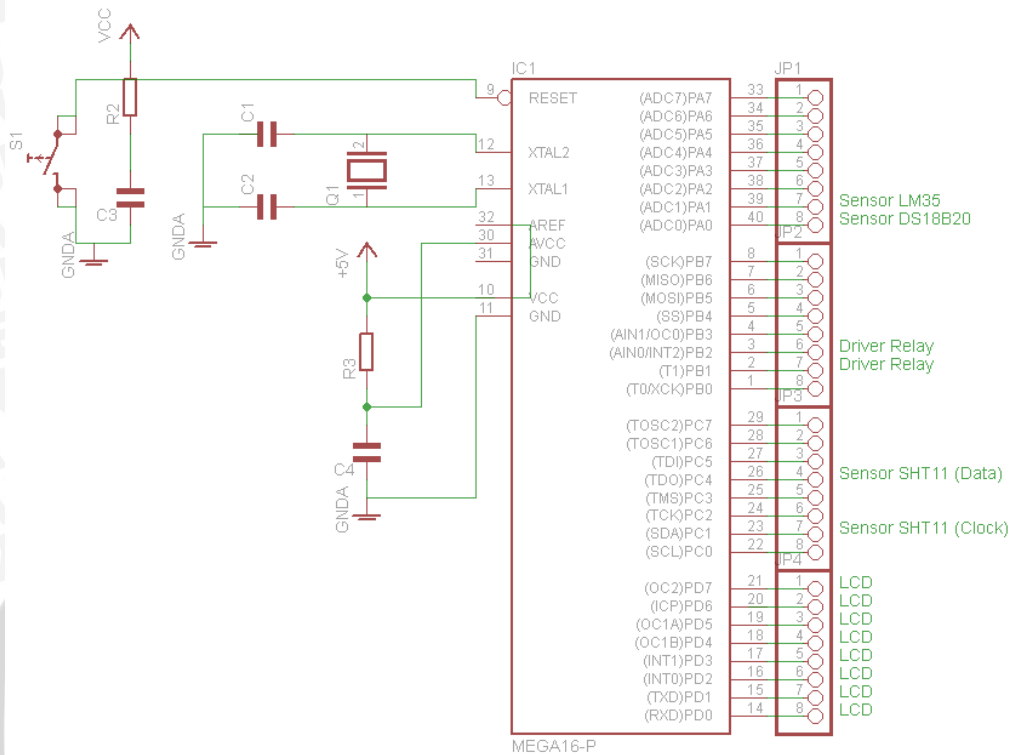 VCC
R2
S1
C3
GNDA
C1
C2
GNDA
Q1
2
1
+5V
R3
C4
GNDA
IC1
9 RESET
12 XTAL2
13 XTAL1
32 AREF
30 AVCC
31 GND
10 VCC
11 GND
MEGA16-P
JP1
(ADC7)PA7 33 1
(ADC6)PA6 34 2
(ADC5)PA5 35 3
(ADC4)PA4 36 4
(ADC3)PA3 37 5
(ADC2)PA2 38 6
(ADC1)PA1 39 7 Sensor LM35
(ADC0)PA0 40 8 Sensor DS18B20
JP2
(SCK)PB7 8 1
(MISO)PB6 7 2
(MOSI)PB5 6 3
(SS)PB4 5 4
(AIN1/OC0)PB3 4 5
(AIN0/INT2)PB2 3 6 Driver Relay
(T1)PB1 2 7 Driver Relay
(T0/XCK)PB0 1 8
JP3
(TOSC2)PC7 29 1
(TOSC1)PC6 28 2
(TDI)PC5 27 3
(TDO)PC4 26 4 Sensor SHT11 (Data)
(TMS)PC3 25 5
(TCK)PC2 24 6
(SDA)PC1 23 7 Sensor SHT11 (Clock)
(SCL)PC0 22 8
JP4
(OC2)PD7 21 1 LCD
(ICP)PD6 20 2 LCD
(OC1A)PD5 19 3 LCD
(OC1B)PD4 18 4 LCD
(INT1)PD3 17 5 LCD
(INT0)PD2 16 6 LCD
(TXD)PD1 15 7 LCD
(RXD)PD0 14 8 LCD